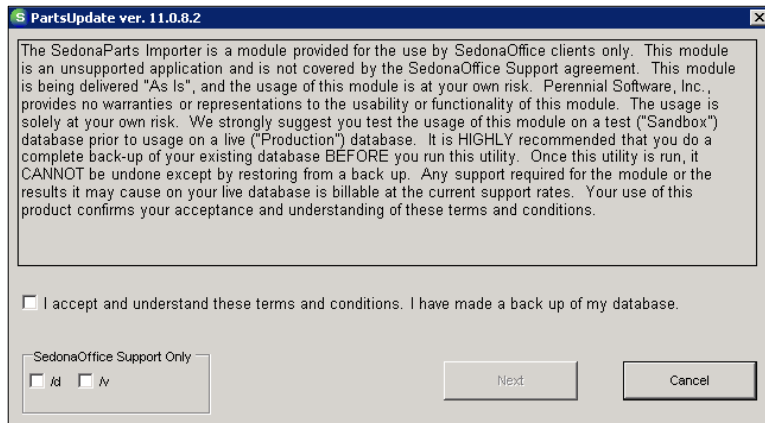 S PartsUpdate ver. 11.0.8.2
The SedonaParts Importer is a module provided for the use by SedonaOffice clients only. This module
is an unsupported application and is not covered by the SedonaOffice Support agreement. This module
is being delivered "As Is", and the usage of this module is at your own risk. Perennial Software, Inc.,
provides no warranties or representations to the usability or functionality of this module. The usage is
solely at your own risk. We strongly suggest you test the usage of this module on a test ("Sandbox")
database prior to usage on a live ("Production") database. It is HIGHLY recommended that you do a
complete back-up of your existing database BEFORE you run this utility. Once this utility is run, it
CANNOT be undone except by restoring from a back up. Any support required for the module or the
results it may cause on your live database is billable at the current support rates. Your use of this
product confirms your acceptance and understanding of these terms and conditions.
I accept and understand these terms and conditions. I have made a back up of my database.
SedonaOffice Support Only
/d /v
Next
Cancel